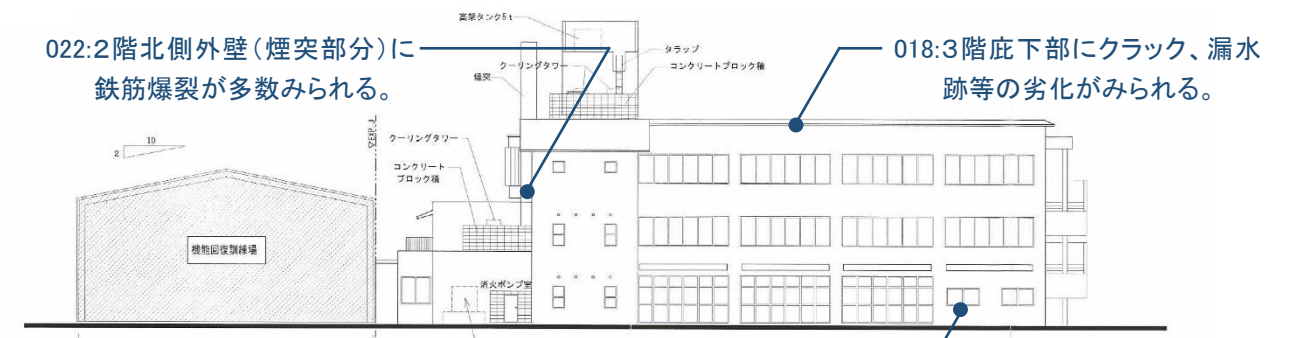 高架タンク5t
022:2階北側外壁(煙突部分)に
鉄筋爆裂が多数みられる。
018:3階庇下部にクラック、漏水
跡等の劣化がみられる。
タラップ
クーリングタワー
コンクリートブロック積
煙突
EXP.J
10
2
クーリングタワー
コンクリート
ブロック積
機能回復訓練場
消火ポンプ室